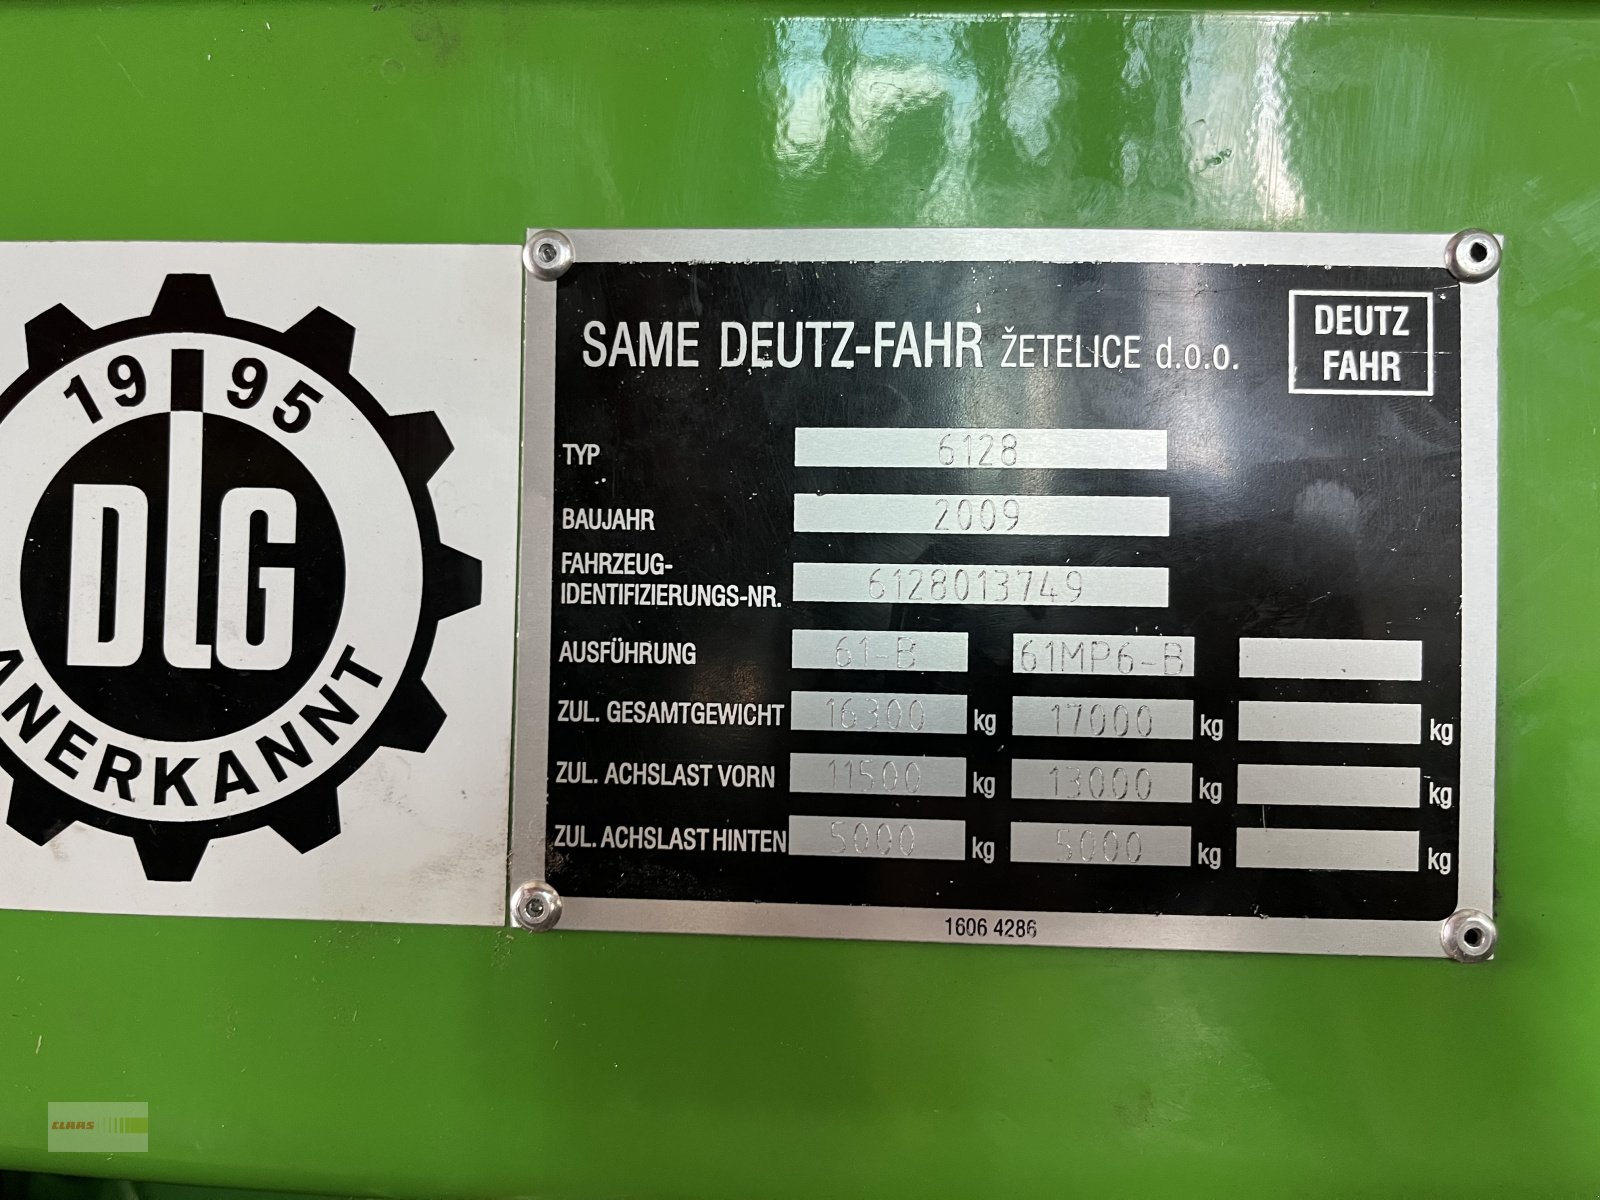 1995
DLG
ANERKANNT
SAME DEUTZ-FAHR ŽETELICE d.o.o.
DEUTZ
FAHR
TYP 6128
BAUJAHR 2009
FAHRZEUG-
IDENTIFIZIERUNGS-NR. 6128013749
AUSFÜHRUNG 61-B 61MP6-B
ZUL. GESAMTGEWICHT 16300 kg 17000 kg kg
ZUL. ACHSLAST VORN 11500 kg 13000 kg kg
ZUL. ACHSLAST HINTEN 5000 kg 5000 kg kg
1606 4286
CLAAS